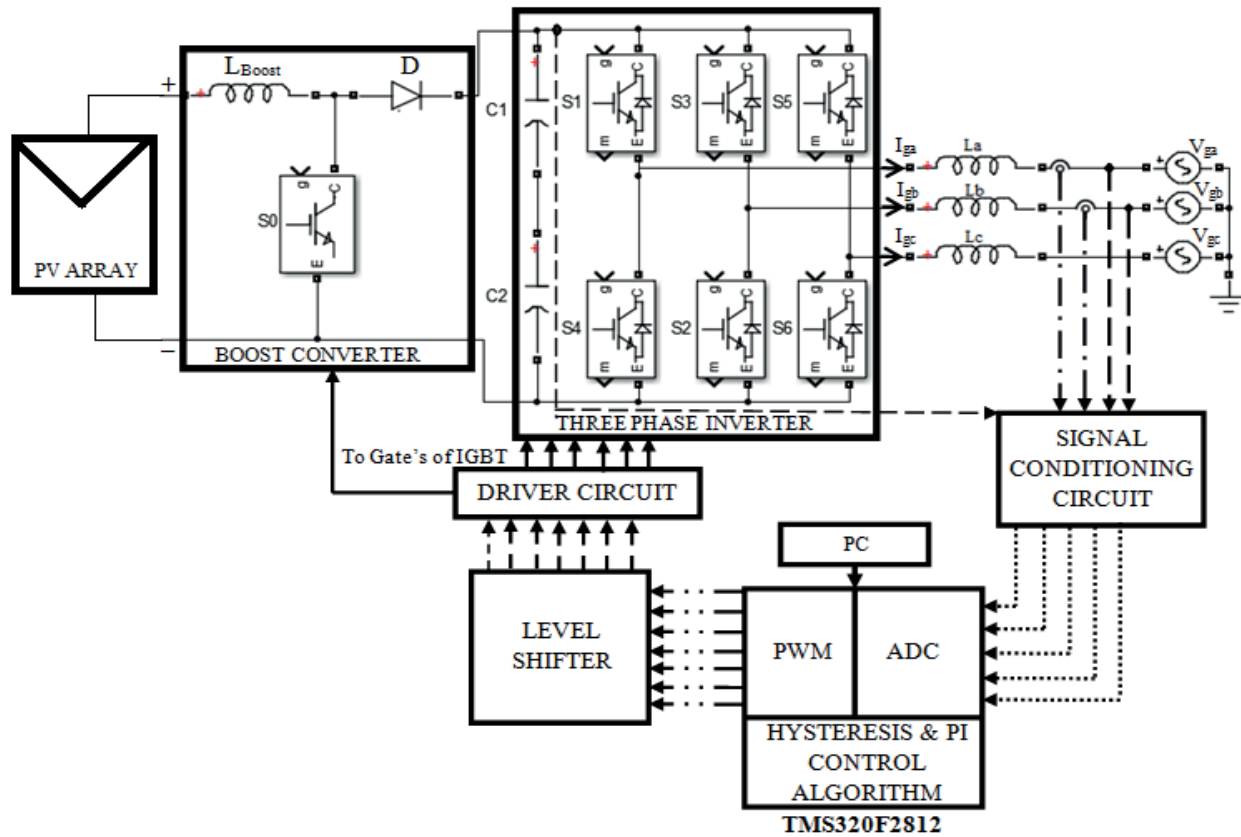 PV ARRAY
+
−
L_Boost
D
S0
g
C
E
BOOST CONVERTER
C1
C2
S1
g
C
m
E
S3
g
C
m
E
S5
g
C
m
E
S4
g
C
m
E
S2
g
C
m
E
S6
g
C
m
E
THREE PHASE INVERTER
I_ga
+
La
+
V_ga
I_gb
+
Lb
+
V_gb
I_gc
+
Lc
+
V_gc
SIGNAL
CONDITIONING
CIRCUIT
To Gate’s of IGBT
DRIVER CIRCUIT
LEVEL
SHIFTER
PC
PWM
ADC
HYSTERESIS & PI
CONTROL
ALGORITHM
TMS320F2812